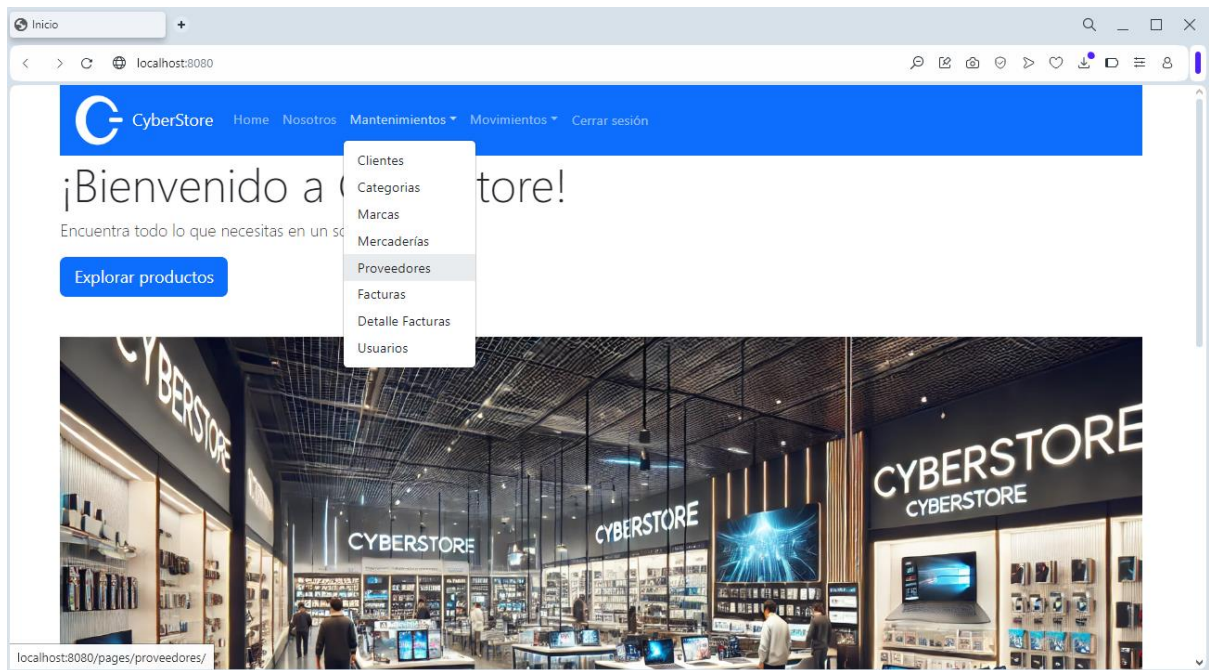 Inicio
localhost:8080
CyberStore Home Nosotros Mantenimientos Movimientos Cerrar sesión
Clientes
Categorias
Marcas
Mercaderías
Proveedores
Facturas
Detalle Facturas
Usuarios
¡Bienvenido a C tore!
Encuentra todo lo que necesitas en un so
Explorar productos
CYBERSTORE
CYBERSTORE
CYBERSTORE
CYBERSTORE
CYBERSTORE
localhost:8080/pages/proveedores/